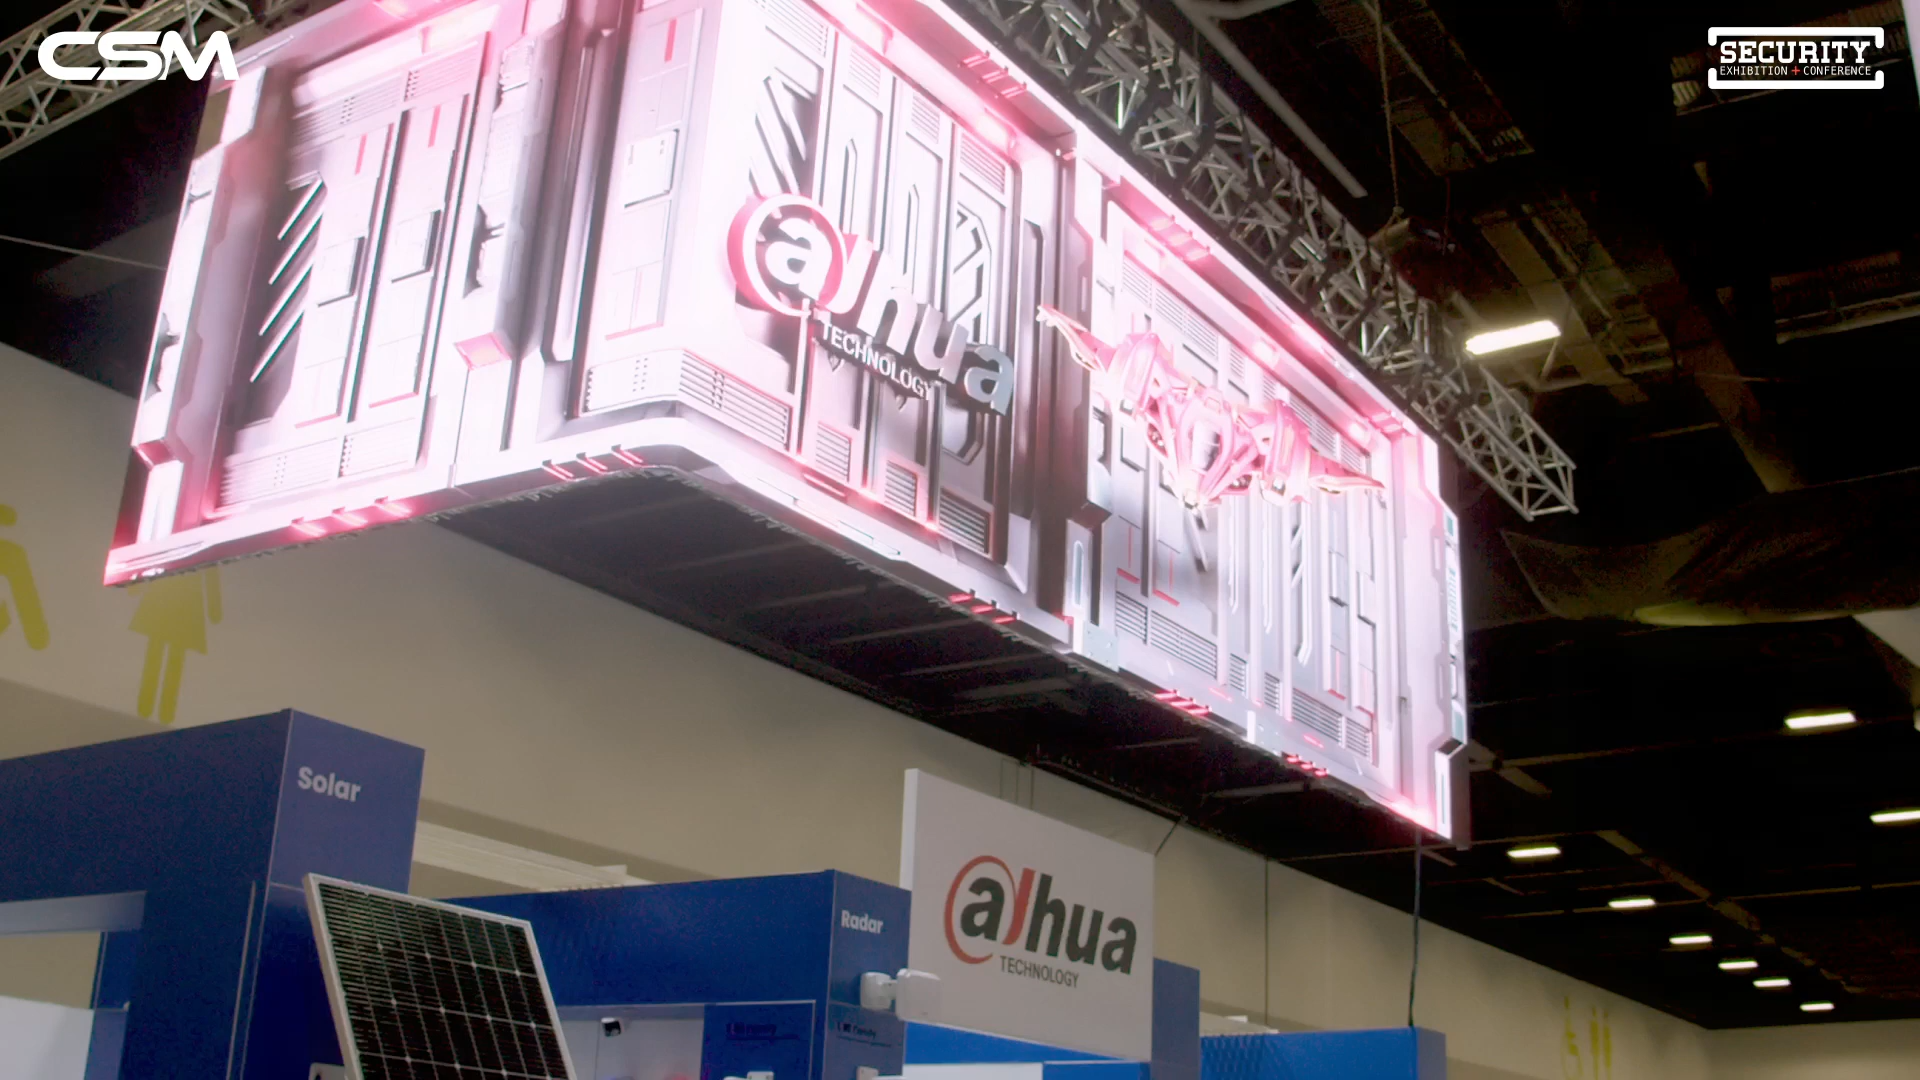 CSM
SECURITY
EXHIBITION + CONFERENCE
alhua
TECHNOLOGY
Solar
Radar
alhua
TECHNOLOGY